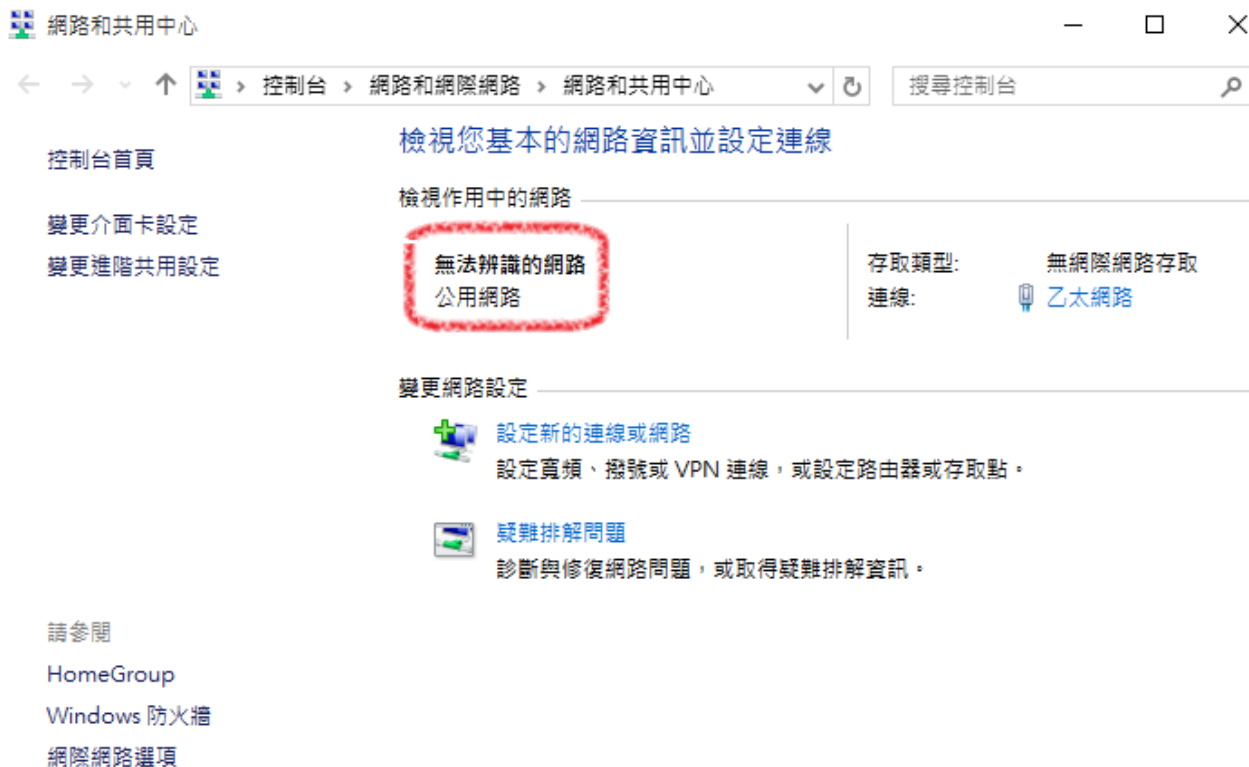 網路和共用中心
控制台 › 網路和網際網路 › 網路和共用中心
搜尋控制台
控制台首頁
變更介面卡設定
變更進階共用設定
檢視您基本的網路資訊並設定連線
檢視作用中的網路
無法辨識的網路
公用網路
存取類型: 無網際網路存取
連線: 乙太網路
變更網路設定
設定新的連線或網路
設定寬頻、撥號或 VPN 連線，或設定路由器或存取點。
疑難排解問題
診斷與修復網路問題，或取得疑難排解資訊。
請參閱
HomeGroup
Windows 防火牆
網際網路選項